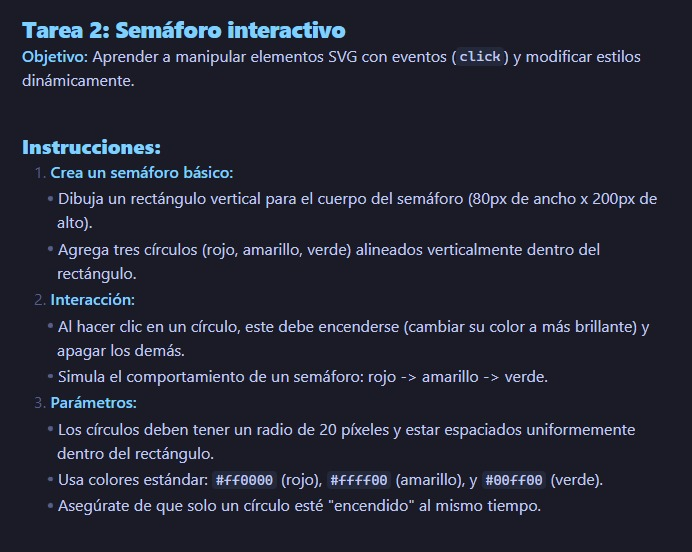 Tarea 2: Semáforo interactivo
Objetivo: Aprender a manipular elementos SVG con eventos (click) y modificar estilos
dinámicamente.
Instrucciones:
1. Crea un semáforo básico:
• Dibuja un rectángulo vertical para el cuerpo del semáforo (80px de ancho x 200px de
alto).
• Agrega tres círculos (rojo, amarillo, verde) alineados verticalmente dentro del
rectángulo.
2. Interacción:
• Al hacer clic en un círculo, este debe encenderse (cambiar su color a más brillante) y
apagar los demás.
• Simula el comportamiento de un semáforo: rojo -> amarillo -> verde.
3. Parámetros:
• Los círculos deben tener un radio de 20 píxeles y estar espaciados uniformemente
dentro del rectángulo.
• Usa colores estándar: #ff0000 (rojo), #ffff00 (amarillo), y #00ff00 (verde).
• Asegúrate de que solo un círculo esté "encendido" al mismo tiempo.